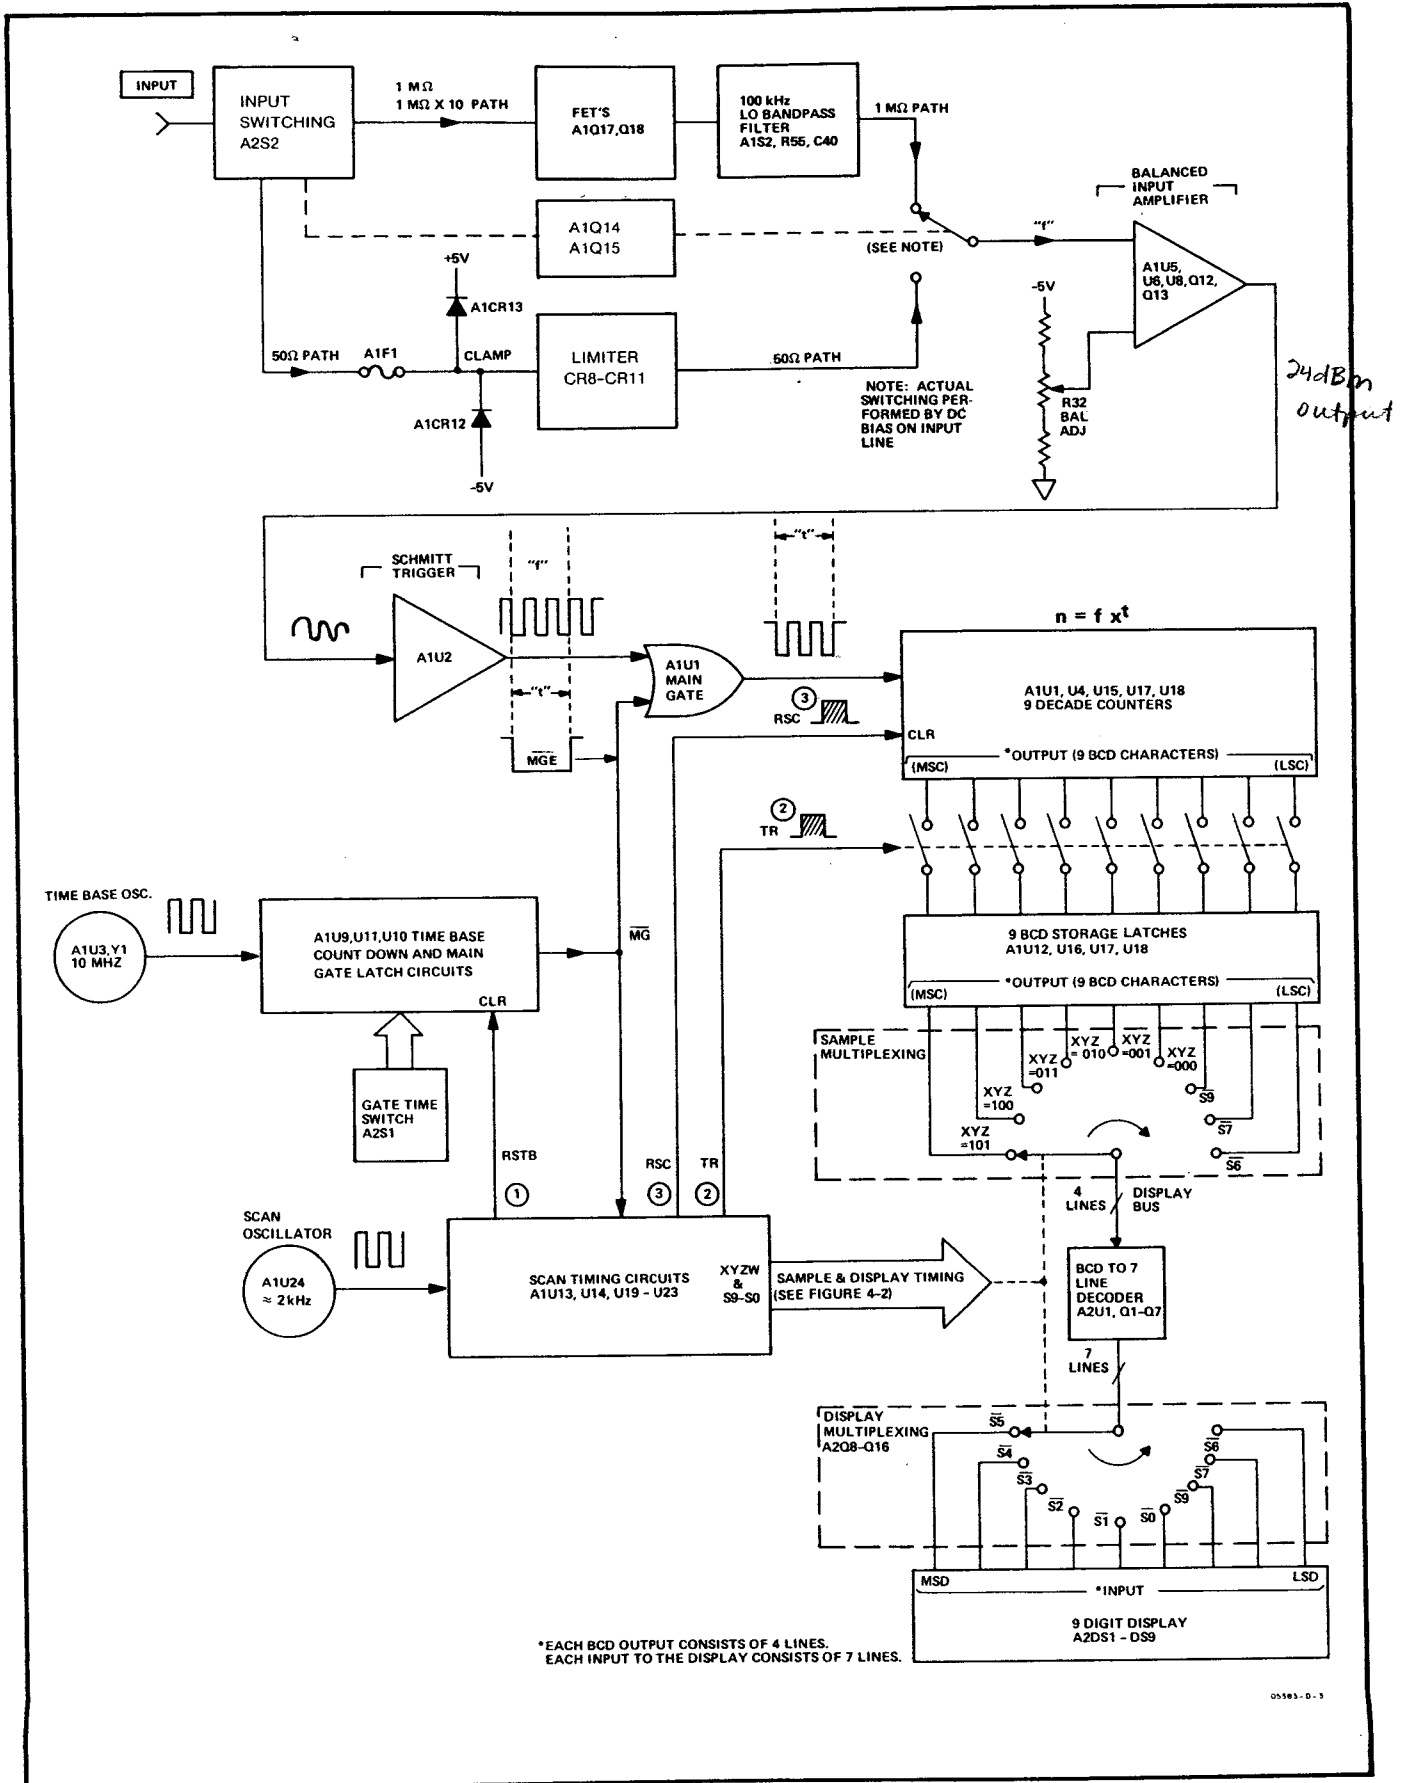 INPUT
INPUT
SWITCHING
A2S2
1 MΩ
1 MΩ X 10 PATH
FET'S
A1Q17,Q18
100 kHz
LO BANDPASS
FILTER
A1S2, R55, C40
1 MΩ PATH
BALANCED
INPUT
AMPLIFIER
A1Q14
A1Q15
(SEE NOTE)
"f"
A1U5,
U6,U8,Q12,
Q13
+5V
A1CR13
-5V
50Ω PATH
A1F1
CLAMP
LIMITER
CR8-CR11
50Ω PATH
A1CR12
-5V
NOTE: ACTUAL
SWITCHING PER-
FORMED BY DC
BIAS ON INPUT
LINE
R32
BAL
ADJ
24dBm
output
SCHMITT
TRIGGER
"f"
"t"
A1U2
"t"
A1U1
MAIN
GATE
MGE
n = f x t
A1U1, U4, U15, U17, U18
9 DECADE COUNTERS
3
RSC
CLR
*OUTPUT (9 BCD CHARACTERS)
(MSC)
(LSC)
2
TR
TIME BASE OSC.
A1U3,Y1
10 MHZ
A1U9,U11,U10 TIME BASE
COUNT DOWN AND MAIN
GATE LATCH CIRCUITS
CLR
MG
9 BCD STORAGE LATCHES
A1U12, U16, U17, U18
*OUTPUT (9 BCD CHARACTERS)
(MSC)
(LSC)
GATE TIME
SWITCH
A2S1
SAMPLE
MULTIPLEXING
XYZ
=101
XYZ
=100
XYZ
=011
XYZ
= 010
XYZ
=001
XYZ
=000
S9
S7
S6
RSTB
1
RSC
3
TR
2
4
LINES
DISPLAY
BUS
SCAN
OSCILLATOR
A1U24
≈ 2kHz
SCAN TIMING CIRCUITS
A1U13, U14, U19 - U23
XYZW
&
S9-S0
SAMPLE & DISPLAY TIMING
(SEE FIGURE 4-2)
BCD TO 7
LINE
DECODER
A2U1, Q1-Q7
7
LINES
DISPLAY
MULTIPLEXING
A2Q8-Q16
S5
S4
S3
S2
S1
S0
S9
S7
S6
MSD
LSD
*INPUT
9 DIGIT DISPLAY
A2DS1 - DS9
*EACH BCD OUTPUT CONSISTS OF 4 LINES.
EACH INPUT TO THE DISPLAY CONSISTS OF 7 LINES.
05383-D-3